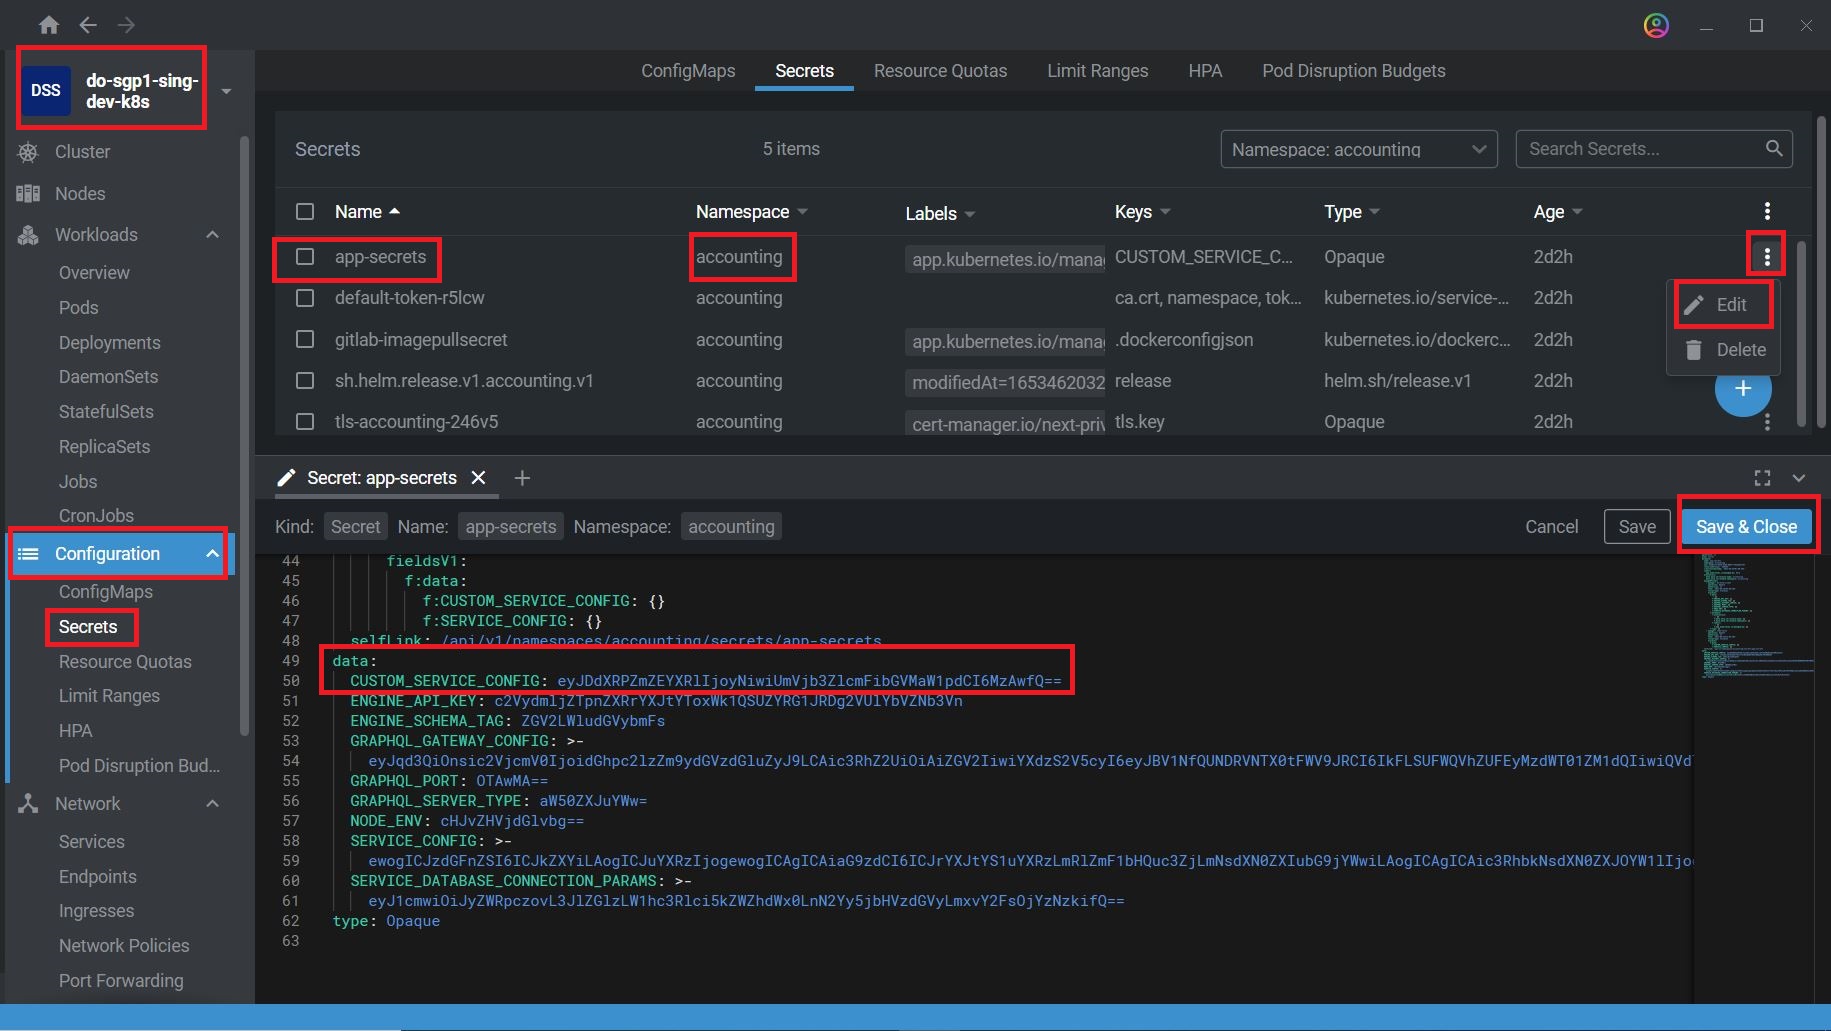 DSS
do-sgp1-sing-
dev-k8s
Cluster
Nodes
Workloads
Overview
Pods
Deployments
DaemonSets
StatefulSets
ReplicaSets
Jobs
CronJobs
Configuration
ConfigMaps
Secrets
Resource Quotas
Limit Ranges
HPA
Pod Disruption Bud...
Network
Services
Endpoints
Ingresses
Network Policies
Port Forwarding
ConfigMaps Secrets Resource Quotas Limit Ranges HPA Pod Disruption Budgets
Secrets 5 items Namespace: accounting Search Secrets...
Name Namespace Labels Keys Type Age
app-secrets accounting app.kubernetes.io/mana CUSTOM_SERVICE_C... Opaque 2d2h
default-token-r5lcw accounting ca.crt, namespace, tok... kubernetes.io/service-... 2d2h
gitlab-imagepullsecret accounting app.kubernetes.io/mana .dockerconfigjson kubernetes.io/dockerc... 2d2h
sh.helm.release.v1.accounting.v1 accounting modifiedAt=1653462032 release helm.sh/release.v1 2d2h
tls-accounting-246v5 accounting cert-manager.io/next-priv tls.key Opaque 2d2h
Edit
Delete
Secret: app-secrets
Kind: Secret Name: app-secrets Namespace: accounting Cancel Save Save & Close
44 fieldsV1:
45 f:data:
46 f:CUSTOM_SERVICE_CONFIG: {}
47 f:SERVICE_CONFIG: {}
48 selfLink: /api/v1/namespaces/accounting/secrets/app-secrets
49 data:
50 CUSTOM_SERVICE_CONFIG:
51 ENGINE_API_KEY:
52 ENGINE_SCHEMA_TAG: ZGV2LWludGVybmFs
53 GRAPHQL_GATEWAY_CONFIG: >-
54
55 GRAPHQL_PORT: OTAwMA==
56 GRAPHQL_SERVER_TYPE: aW50ZXJuYWw=
57 NODE_ENV: cHJvZHVjdGlvbg==
58 SERVICE_CONFIG: >-
59
60 SERVICE_DATABASE_CONNECTION_PARAMS: >-
61
62 type: Opaque
63